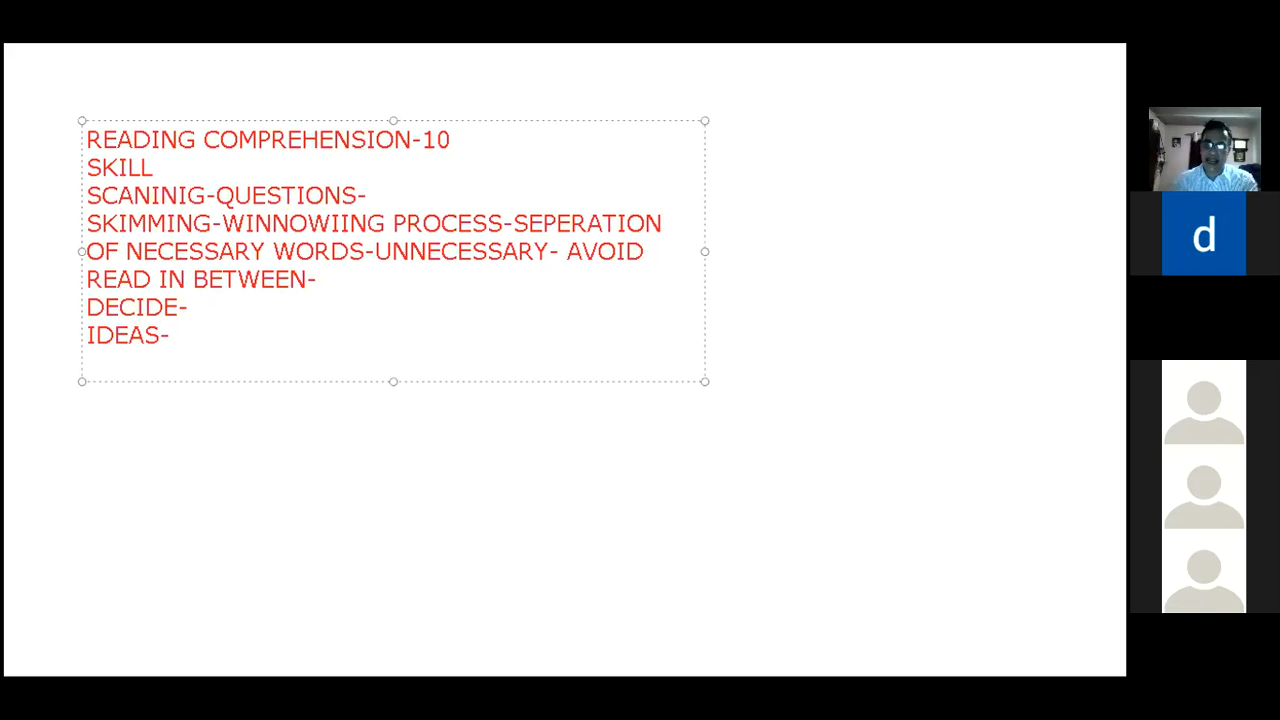 READING COMPREHENSION-10
SKILL
SCANINIG-QUESTIONS-
SKIMMING-WINNOWIING PROCESS-SEPERATION
OF NECESSARY WORDS-UNNECESSARY- AVOID
READ IN BETWEEN-
DECIDE-
IDEAS-
d